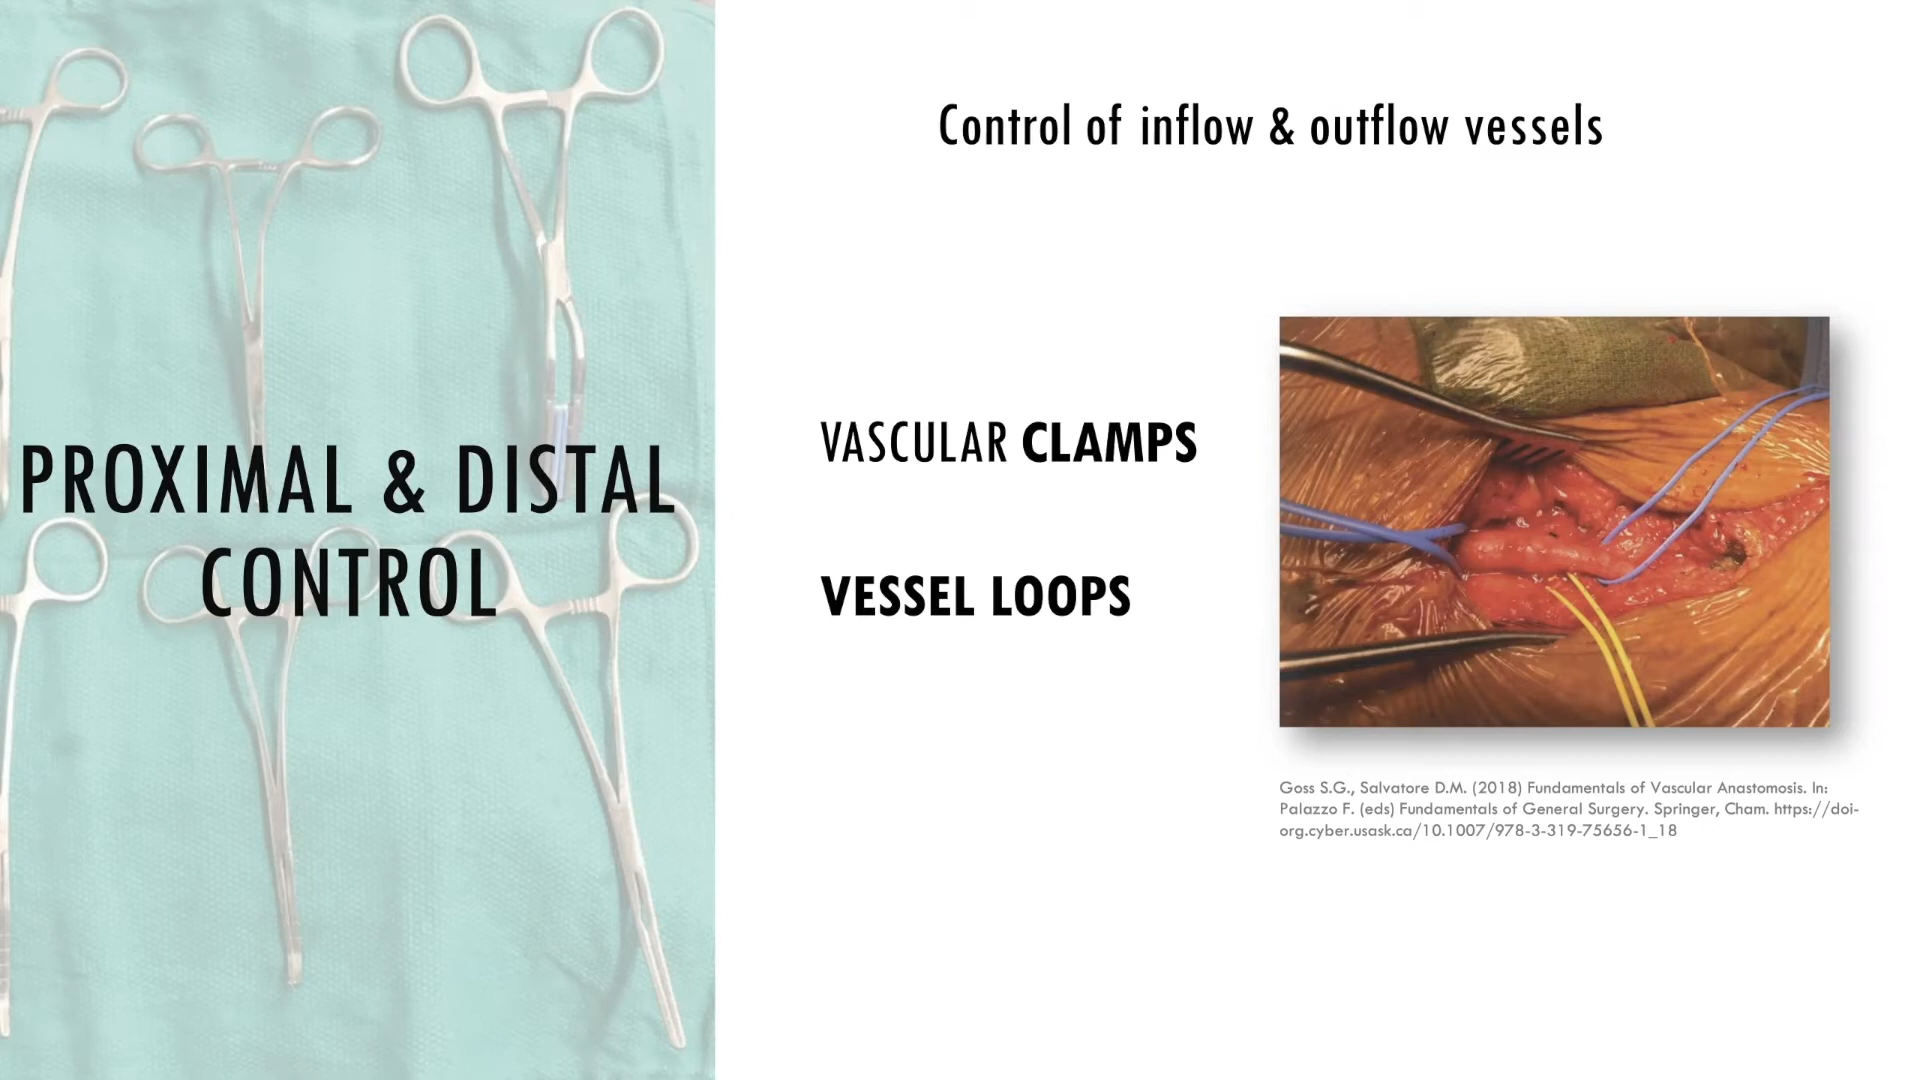 PROXIMAL & DISTAL
CONTROL
Control of inflow & outflow vessels
VASCULAR CLAMPS
VESSEL LOOPS
Goss S.G., Salvatore D.M. (2018) Fundamentals of Vascular Anastomosis. In:
Palazzo F. (eds) Fundamentals of General Surgery. Springer, Cham. https://doi-
org.cyber.usask.ca/10.1007/978-3-319-75656-1_18